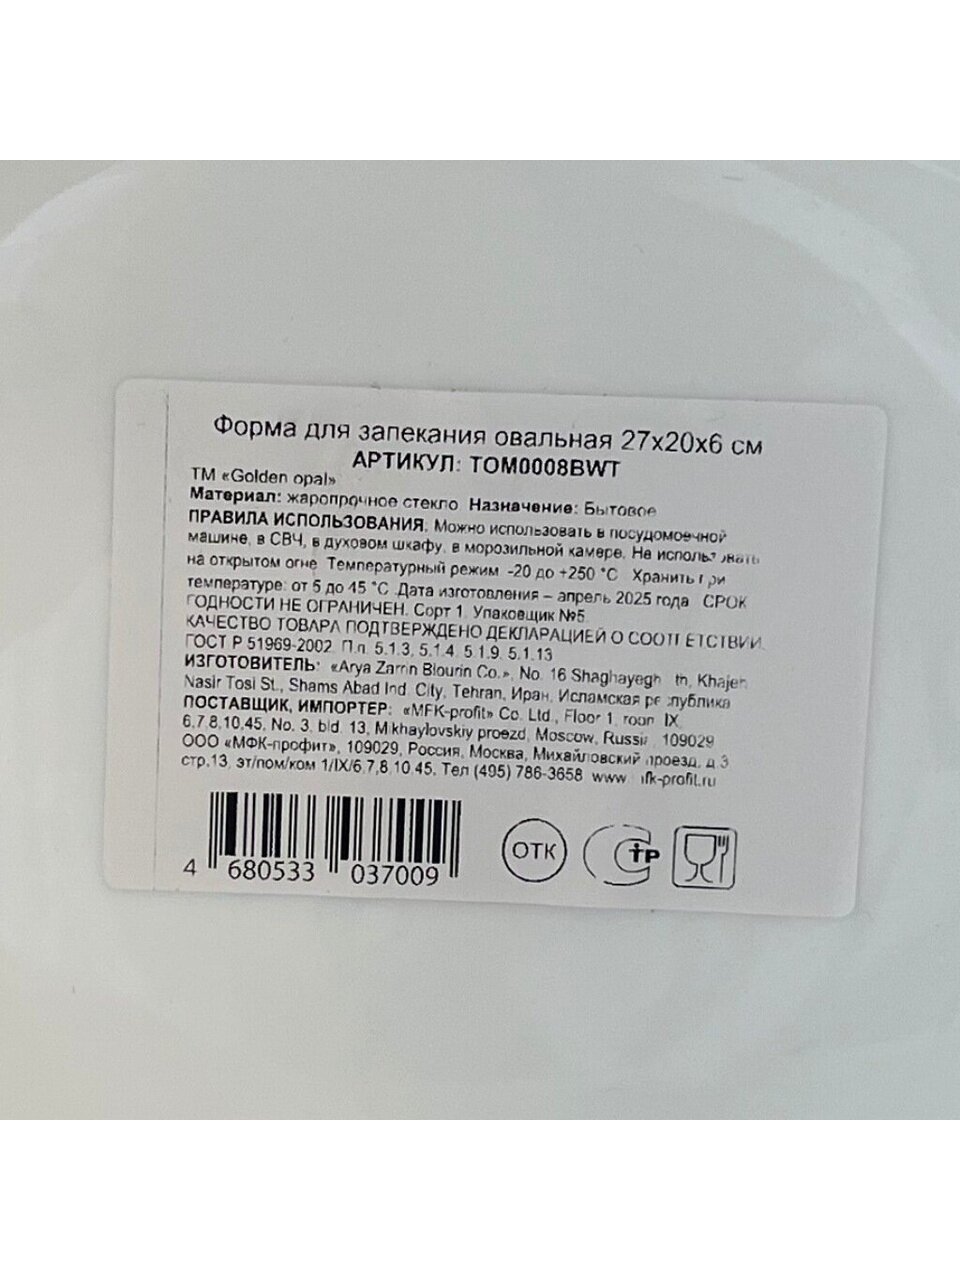 Форма для запекания овальная 27x20x6 см
АРТИКУЛ: TOM0008BWT
ТМ «Golden opal»
Материал: жаропрочное стекло Назначение: Бытовое
ПРАВИЛА ИСПОЛЬЗОВАНИЯ: Можно использовать в посудомоечной
машине, в СВЧ, в духовом шкафу, в морозильной камере. Не использовать
на открытом огне. Температурный режим -20 до +250 °С Хранить при
температуре: от 5 до 45 °С Дата изготовления – апрель 2025 года СРОК
ГОДНОСТИ НЕ ОГРАНИЧЕН. Сорт 1. Упаковщик №5
КАЧЕСТВО ТОВАРА ПОДТВЕРЖДЕНО ДЕКЛАРАЦИЕЙ О СООТВЕТСТВИИ.
ГОСТ Р 51969-2002. П.п. 5.1.3, 5.1.4, 5.1.9, 5.1.13
ИЗГОТОВИТЕЛЬ: «Arya Zarrin Blourin Co.», No. 16 Shaghayegh th, Khajeh
Nasir Tosi St., Shams Abad Ind. City, Tehran, Иран, Исламская республика
ПОСТАВЩИК, ИМПОРТЕР: «MFK-profit» Co. Ltd., Floor 1, room IX,
6,7,8,10,45, No. 3, bld. 13, Mikhaylovskiy proezd, Moscow, Russia, 109029
ООО «МФК-профит», 109029, Россия, Москва, Михайловский проезд, д.3
стр.13, эт/пом/ком 1/IX/6,7,8,10,45, Тел (495) 786-3658 www.mfk-profit.ru
4 680533 037009
ОТК